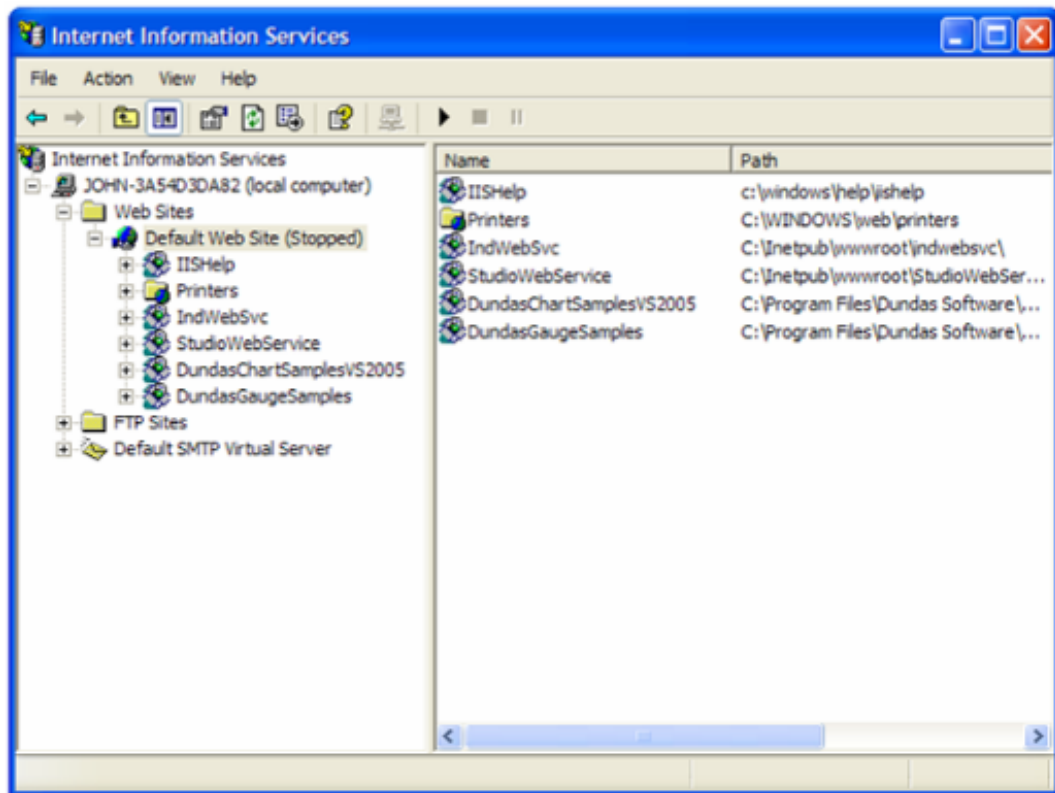 Internet Information Services
File Action View Help
Internet Information Services
JOHN-3A54D3DA82 (local computer)
Web Sites
Default Web Site (Stopped)
IISHelp
Printers
IndWebSvc
StudioWebService
DundasChartSamplesVS2005
DundasGaugeSamples
FTP Sites
Default SMTP Virtual Server
Name Path
IISHelp c:\windows\help\iishelp
Printers C:\WINDOWS\web\printers
IndWebSvc C:\Inetpub\wwwroot\indwebsvc\
StudioWebService C:\Inetpub\wwwroot\StudioWebSer...
DundasChartSamplesVS2005 C:\Program Files\Dundas Software\...
DundasGaugeSamples C:\Program Files\Dundas Software\...